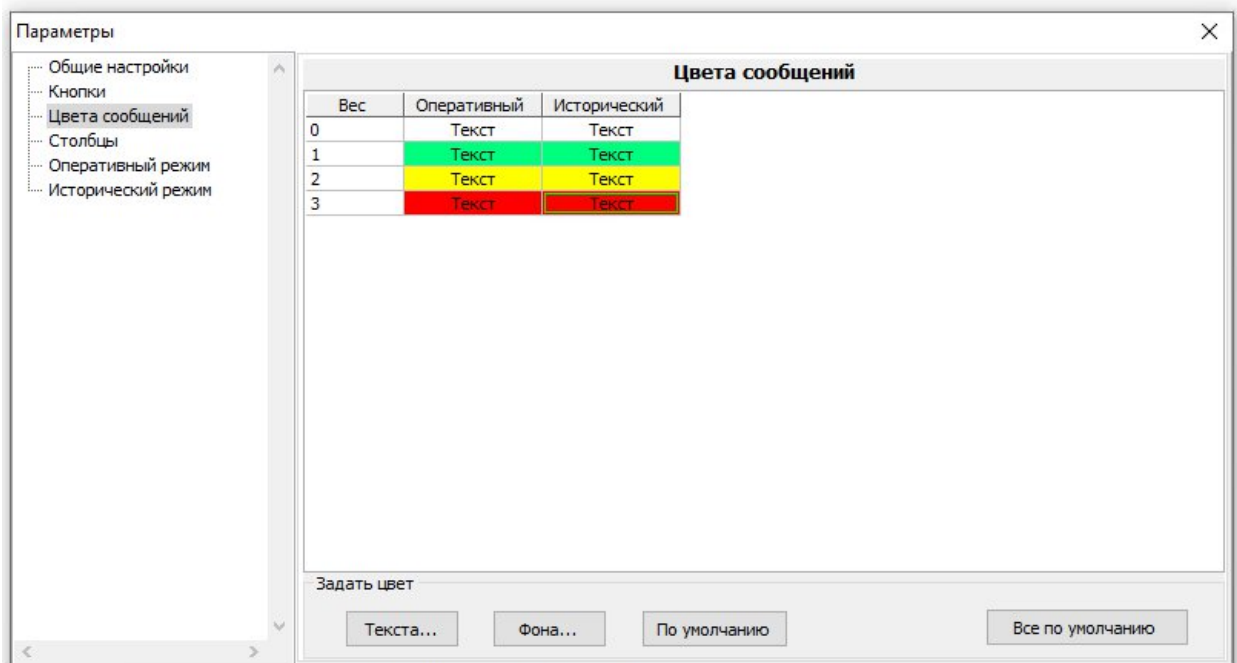 Параметры
Общие настройки
Кнопки
Цвета сообщений
Столбцы
Оперативный режим
Исторический режим
Цвета сообщений
Вес Оперативный Исторический
0 Текст Текст
1 Текст Текст
2 Текст Текст
3 Текст Текст
Задать цвет
Текста... Фона... По умолчанию Все по умолчанию